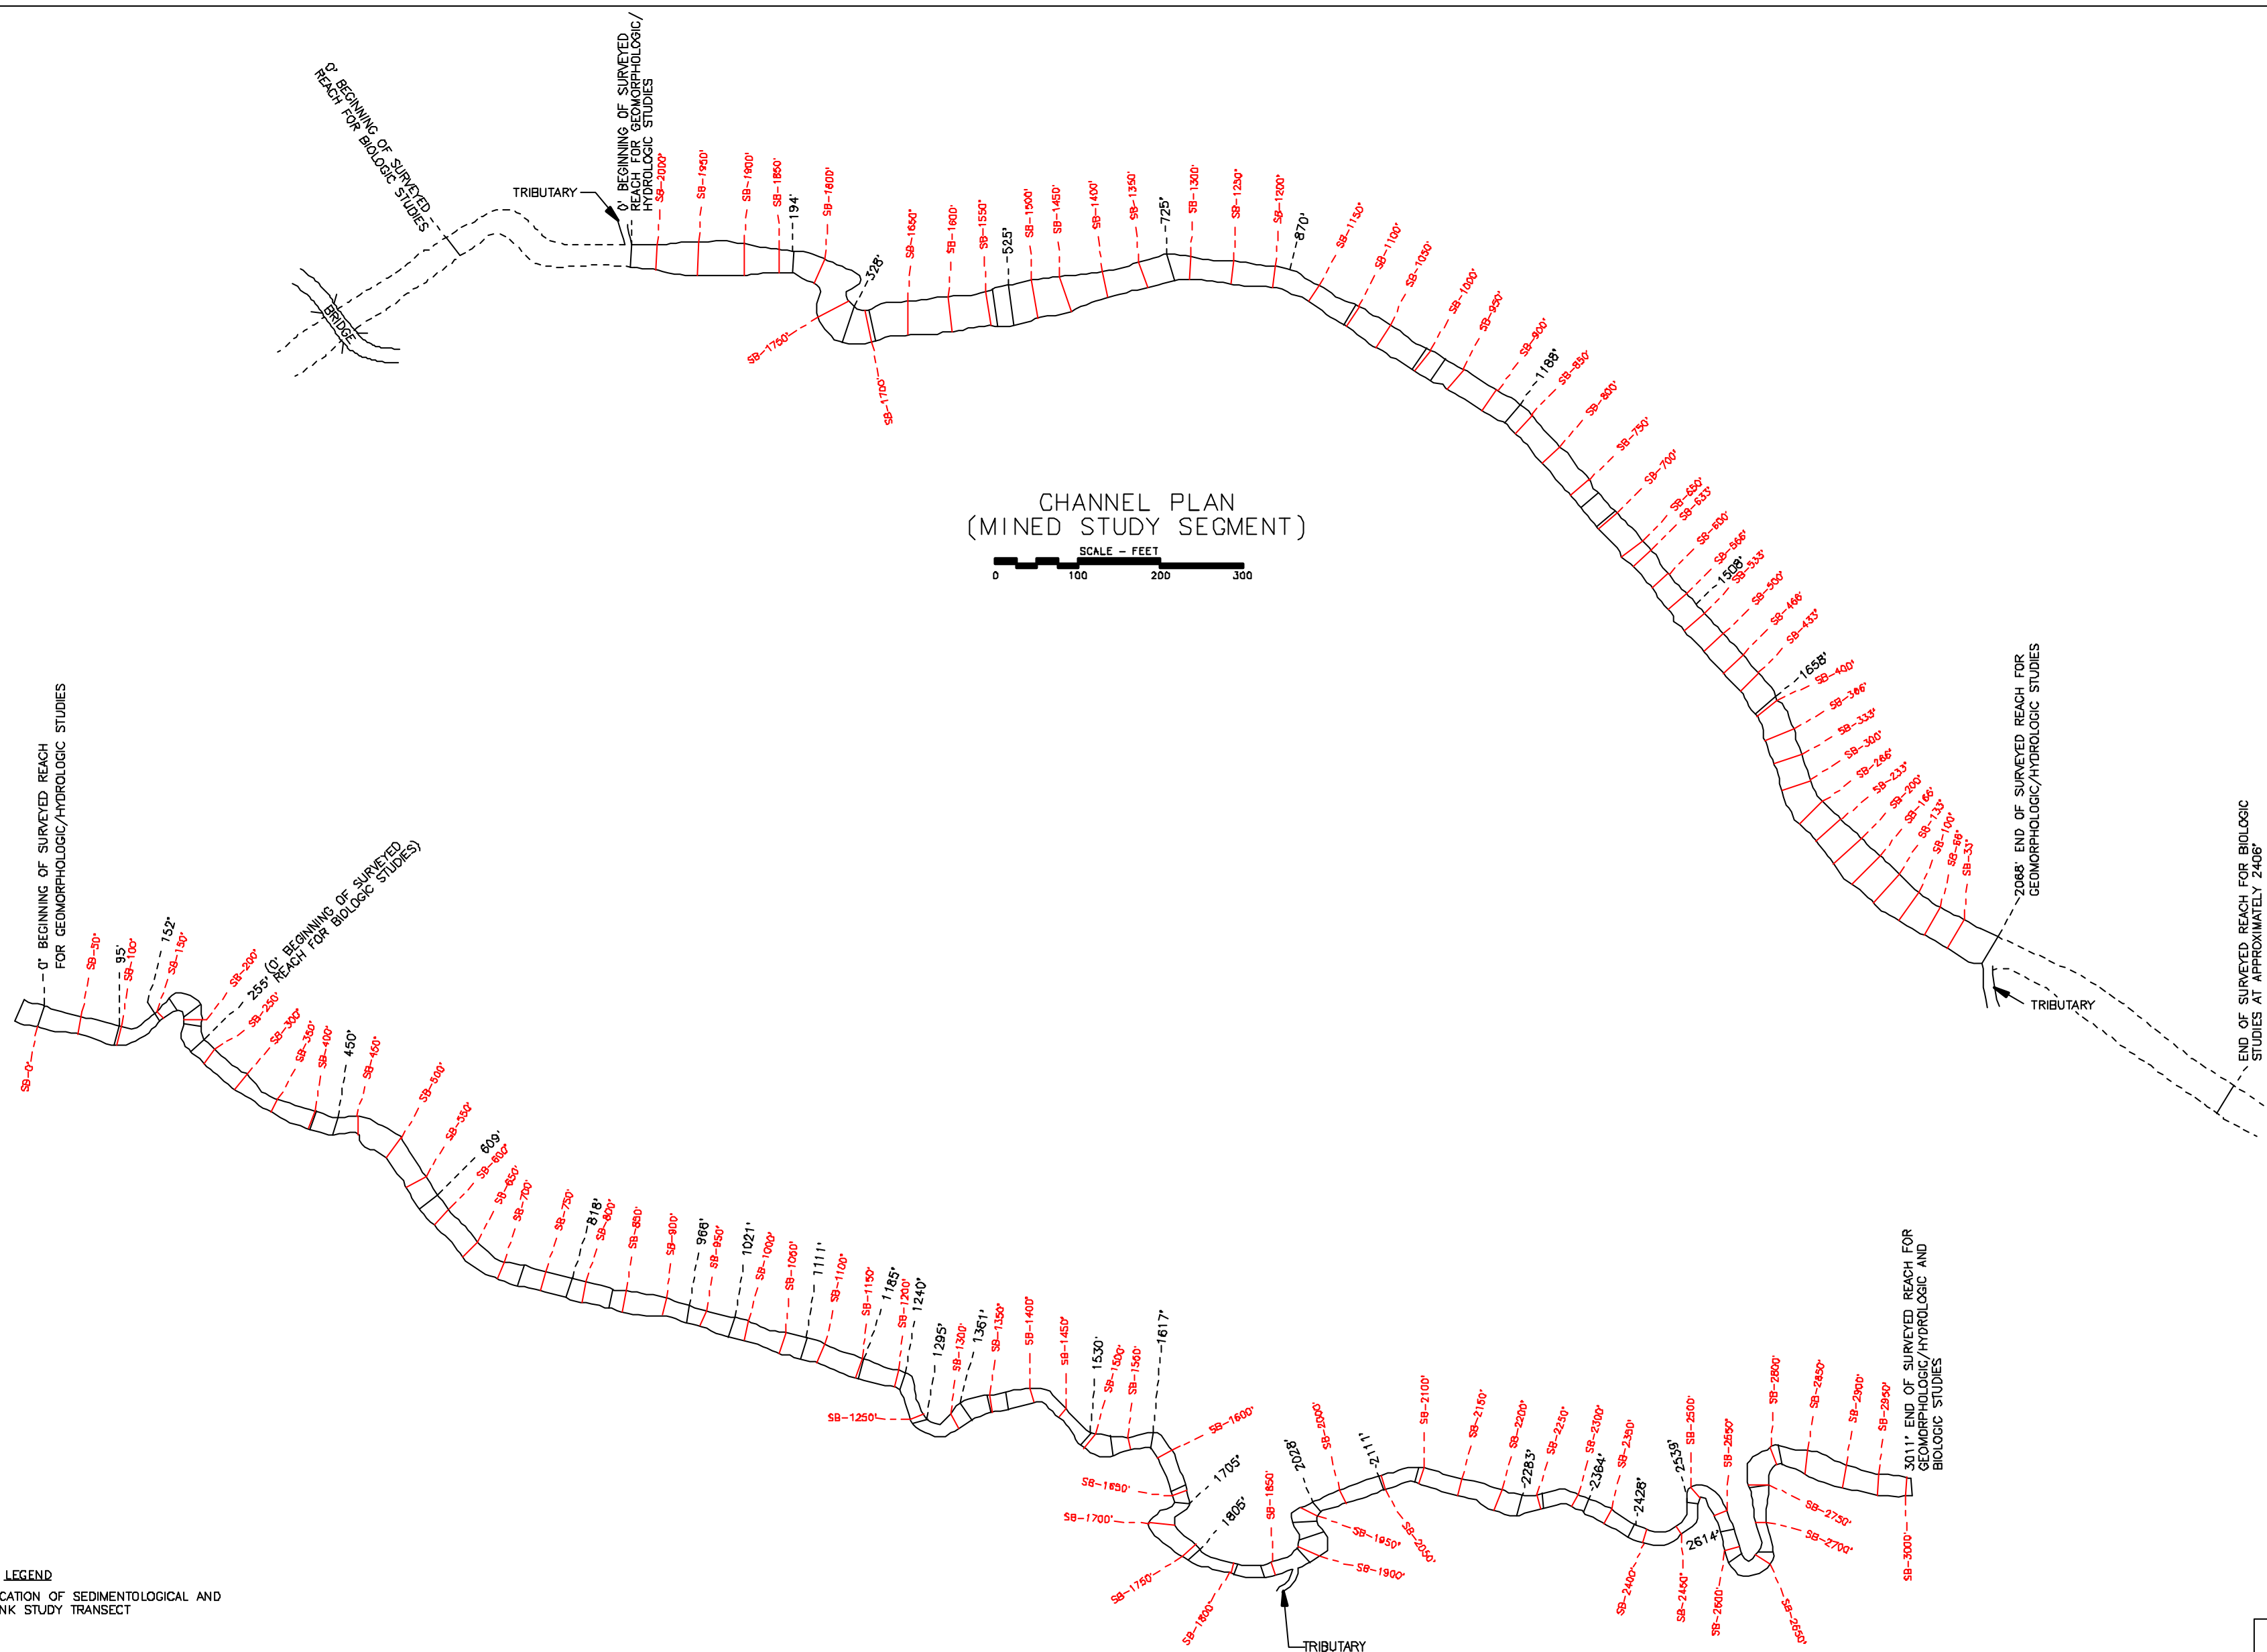 0' BEGINNING OF SURVEYED
REACH FOR BIOLOGIC STUDIES
BRIDGE
TRIBUTARY
0' BEGINNING OF SURVEYED
REACH FOR GEOMORPHOLOGIC/
HYDROLOGIC STUDIES
SB-2000'
SB-1950'
SB-1900'
SB-1850'
194'
SB-1800'
SB-1750'
328'
SB-1700'
SB-1650'
SB-1600'
SB-1550'
525'
SB-1500'
SB-1450'
SB-1400'
SB-1350'
725'
SB-1300'
SB-1250'
SB-1200'
870'
SB-1150'
SB-1100'
SB-1050'
SB-1000'
SB-950'
SB-900'
1188'
SB-850'
SB-800'
SB-750'
SB-700'
SB-650'
SB-633'
SB-600'
SB-566'
1508'
SB-533'
SB-500'
SB-466'
SB-433'
1658'
SB-400'
SB-366'
SB-333'
SB-300'
SB-266'
SB-233'
SB-200'
SB-166'
SB-133'
SB-100'
SB-66'
SB-33'
2068' END OF SURVEYED REACH FOR
GEOMORPHOLOGIC/HYDROLOGIC STUDIES
TRIBUTARY
END OF SURVEYED REACH FOR BIOLOGIC
STUDIES AT APPROXIMATELY 2406'
CHANNEL PLAN
(MINED STUDY SEGMENT)
SCALE - FEET
0 100 200 300
0' BEGINNING OF SURVEYED REACH
FOR GEOMORPHOLOGIC/HYDROLOGIC STUDIES
SB-0'
SB-50'
95'
SB-100'
152'
SB-150'
SB-200'
255' (0' BEGINNING OF SURVEYED
REACH FOR BIOLOGIC STUDIES)
SB-250'
SB-300'
SB-350'
SB-400'
450'
SB-450'
SB-500'
SB-550'
609'
SB-600'
SB-650'
SB-700'
SB-750'
818'
SB-800'
SB-850'
SB-900'
966'
SB-950'
1021'
SB-1000'
SB-1050'
1111'
SB-1100'
SB-1150'
1185'
SB-1200'
1240'
SB-1250'
1295'
SB-1300'
1361'
SB-1350'
SB-1400'
SB-1450'
1530'
SB-1500'
SB-1550'
1617'
SB-1600'
SB-1650'
1705'
SB-1700'
SB-1750'
1805'
SB-1800'
SB-1850'
TRIBUTARY
SB-1900'
SB-1950'
2028'
SB-2000'
2111'
SB-2050'
SB-2100'
SB-2150'
SB-2200'
2283'
SB-2250'
SB-2300'
2364'
SB-2350'
2428'
SB-2400'
SB-2450'
2539'
SB-2500'
SB-2550'
2614'
SB-2600'
SB-2650'
SB-2700'
SB-2750'
SB-2800'
SB-2850'
SB-2900'
SB-2950'
SB-3000'
3011' END OF SURVEYED REACH FOR
GEOMORPHOLOGIC/HYDROLOGIC AND
BIOLOGIC STUDIES
LEGEND
CATION OF SEDIMENTOLOGICAL AND
NK STUDY TRANSECT